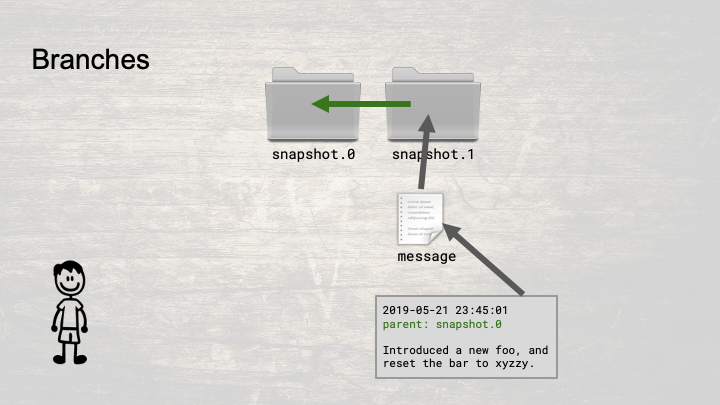 Branches
snapshot.0
snapshot.1
message
2019-05-21 23:45:01
parent: snapshot.0
Introduced a new foo, and
reset the bar to xyzzy.